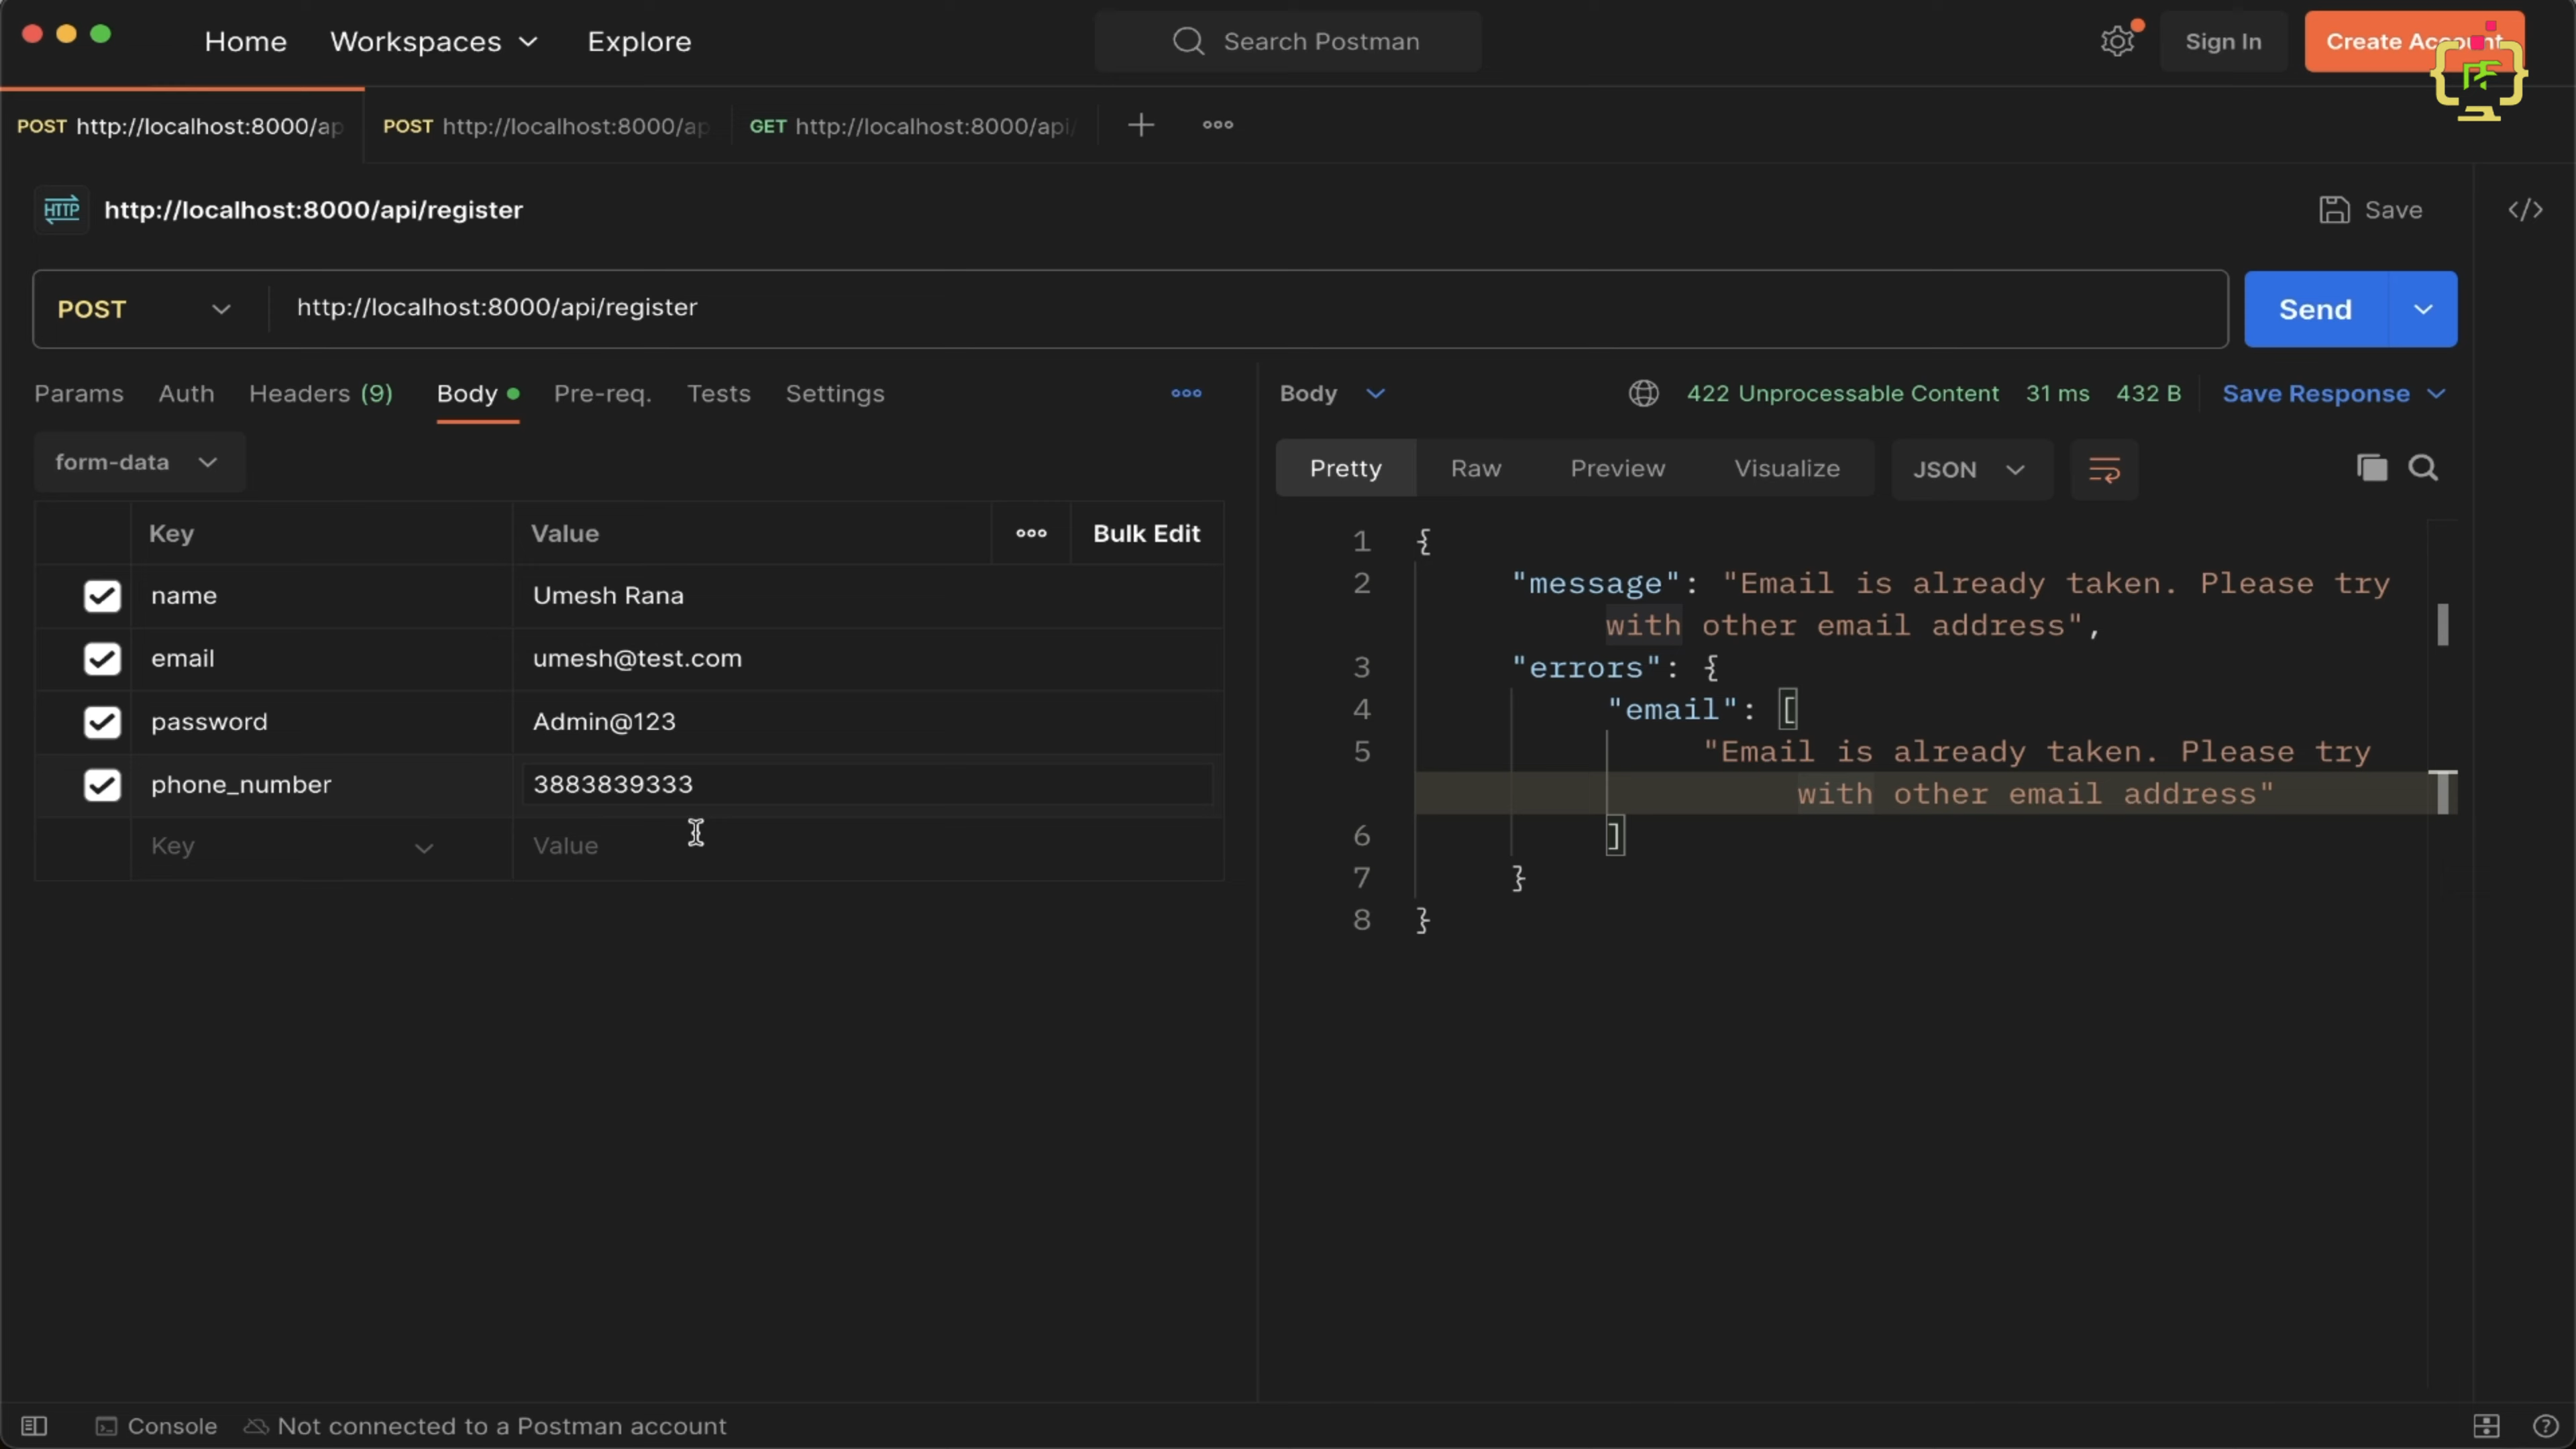 Home Workspaces Explore Search Postman Sign In Create Account
POST http://localhost:8000/ap POST http://localhost:8000/ap GET http://localhost:8000/api/
HTTP http://localhost:8000/api/register Save </>
POST http://localhost:8000/api/register Send
Params Auth Headers (9) Body Pre-req. Tests Settings
Body 422 Unprocessable Content 31 ms 432 B Save Response
form-data
Pretty Raw Preview Visualize JSON
Key Value Bulk Edit
name Umesh Rana
email umesh@test.com
password Admin@123
phone_number 3883839333
Key Value
1 {
2 "message": "Email is already taken. Please try
with other email address",
3 "errors": {
4 "email": [
5 "Email is already taken. Please try
with other email address"
6 ]
7 }
8 }
Console Not connected to a Postman account